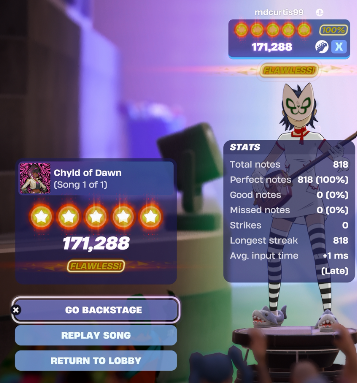 mdcurtis99
100%
171,288
X
FLAWLESS!
STATS
Total notes 818
Perfect notes 818 (100%)
Good notes 0 (0%)
Missed notes 0 (0%)
Strikes 0
Longest streak 818
Avg. input time +1 ms
(Late)
Chyld of Dawn
(Song 1 of 1)
171,288
FLAWLESS!
X GO BACKSTAGE
REPLAY SONG
RETURN TO LOBBY